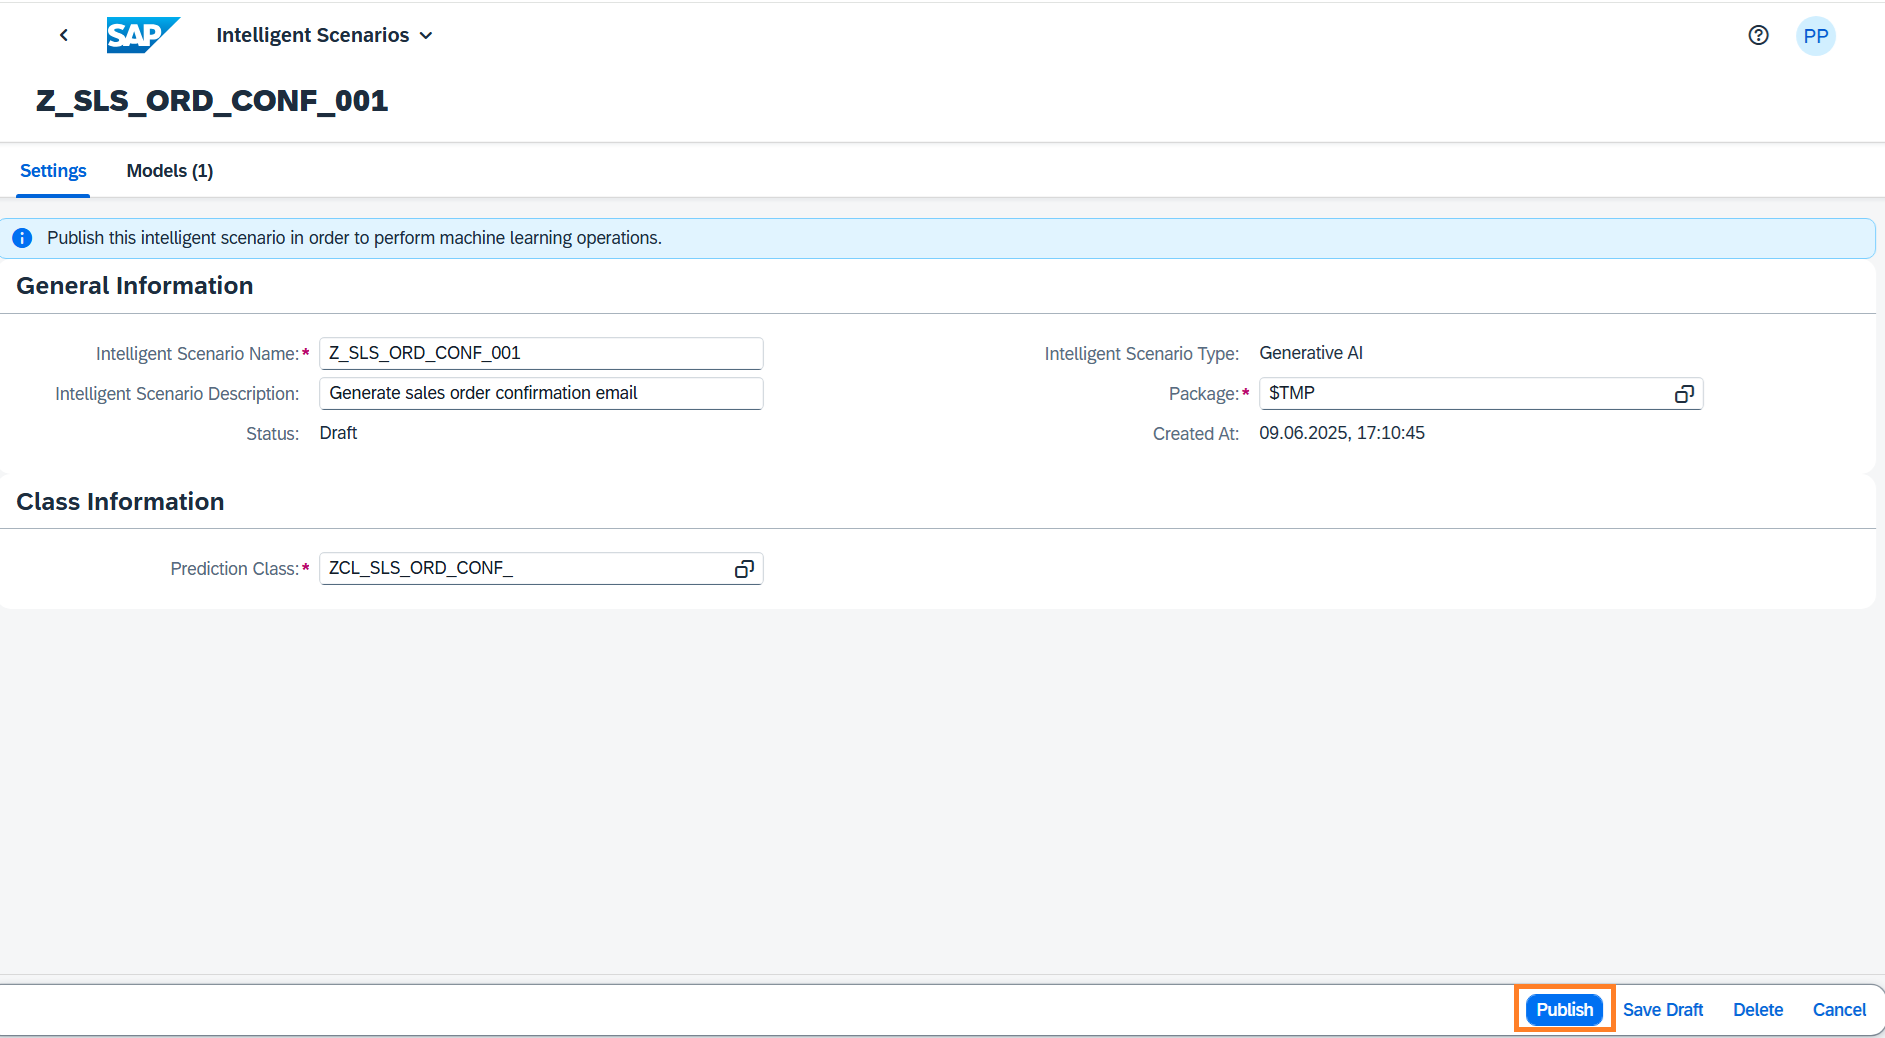 SAP Intelligent Scenarios PP
Z_SLS_ORD_CONF_001
Settings Models (1)
Publish this intelligent scenario in order to perform machine learning operations.
General Information
Intelligent Scenario Name:* Z_SLS_ORD_CONF_001 Intelligent Scenario Type: Generative AI
Intelligent Scenario Description: Generate sales order confirmation email Package:* $TMP
Status: Draft Created At: 09.06.2025, 17:10:45
Class Information
Prediction Class:* ZCL_SLS_ORD_CONF_
Publish Save Draft Delete Cancel